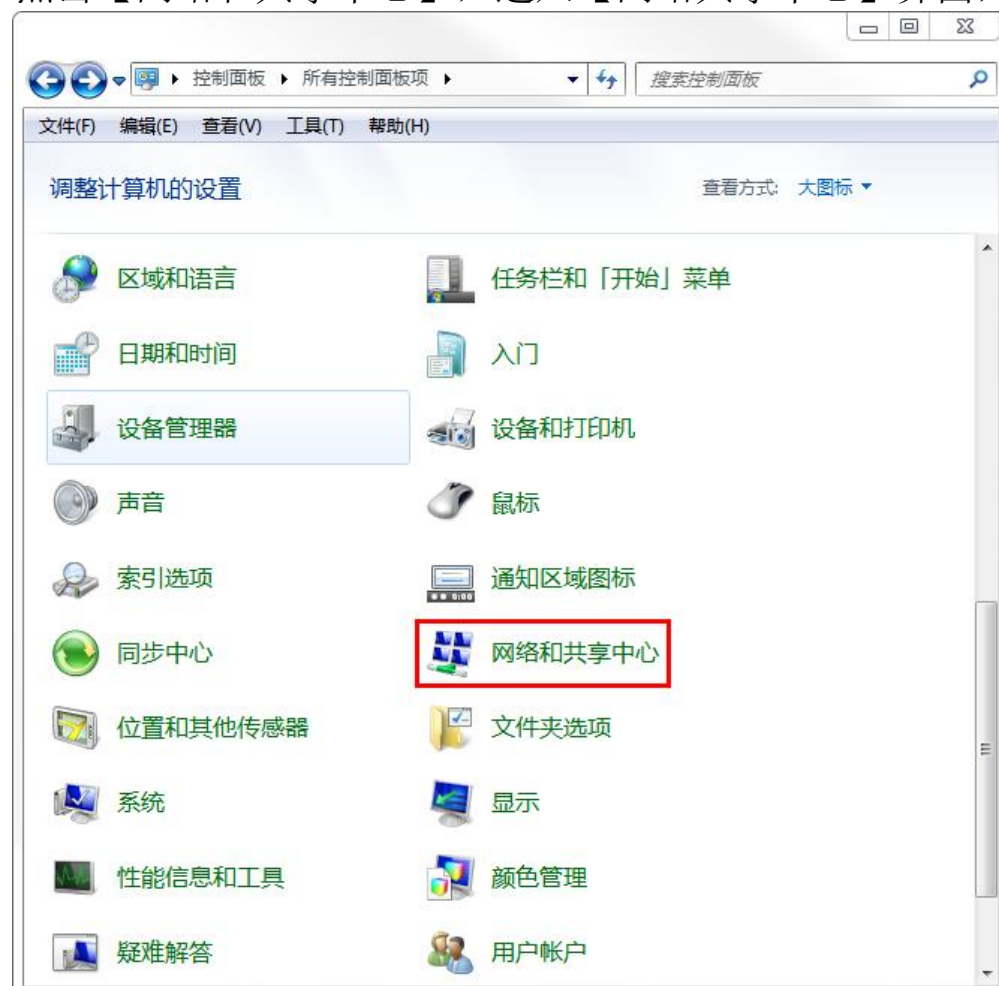 控制面板 ▸ 所有控制面板项 ▸ 搜索控制面板
文件(F) 编辑(E) 查看(V) 工具(T) 帮助(H)
调整计算机的设置 查看方式: 大图标
区域和语言 任务栏和「开始」菜单
日期和时间 入门
设备管理器 设备和打印机
声音 鼠标
索引选项 通知区域图标
同步中心 网络和共享中心
位置和其他传感器 文件夹选项
系统 显示
性能信息和工具 颜色管理
疑难解答 用户帐户